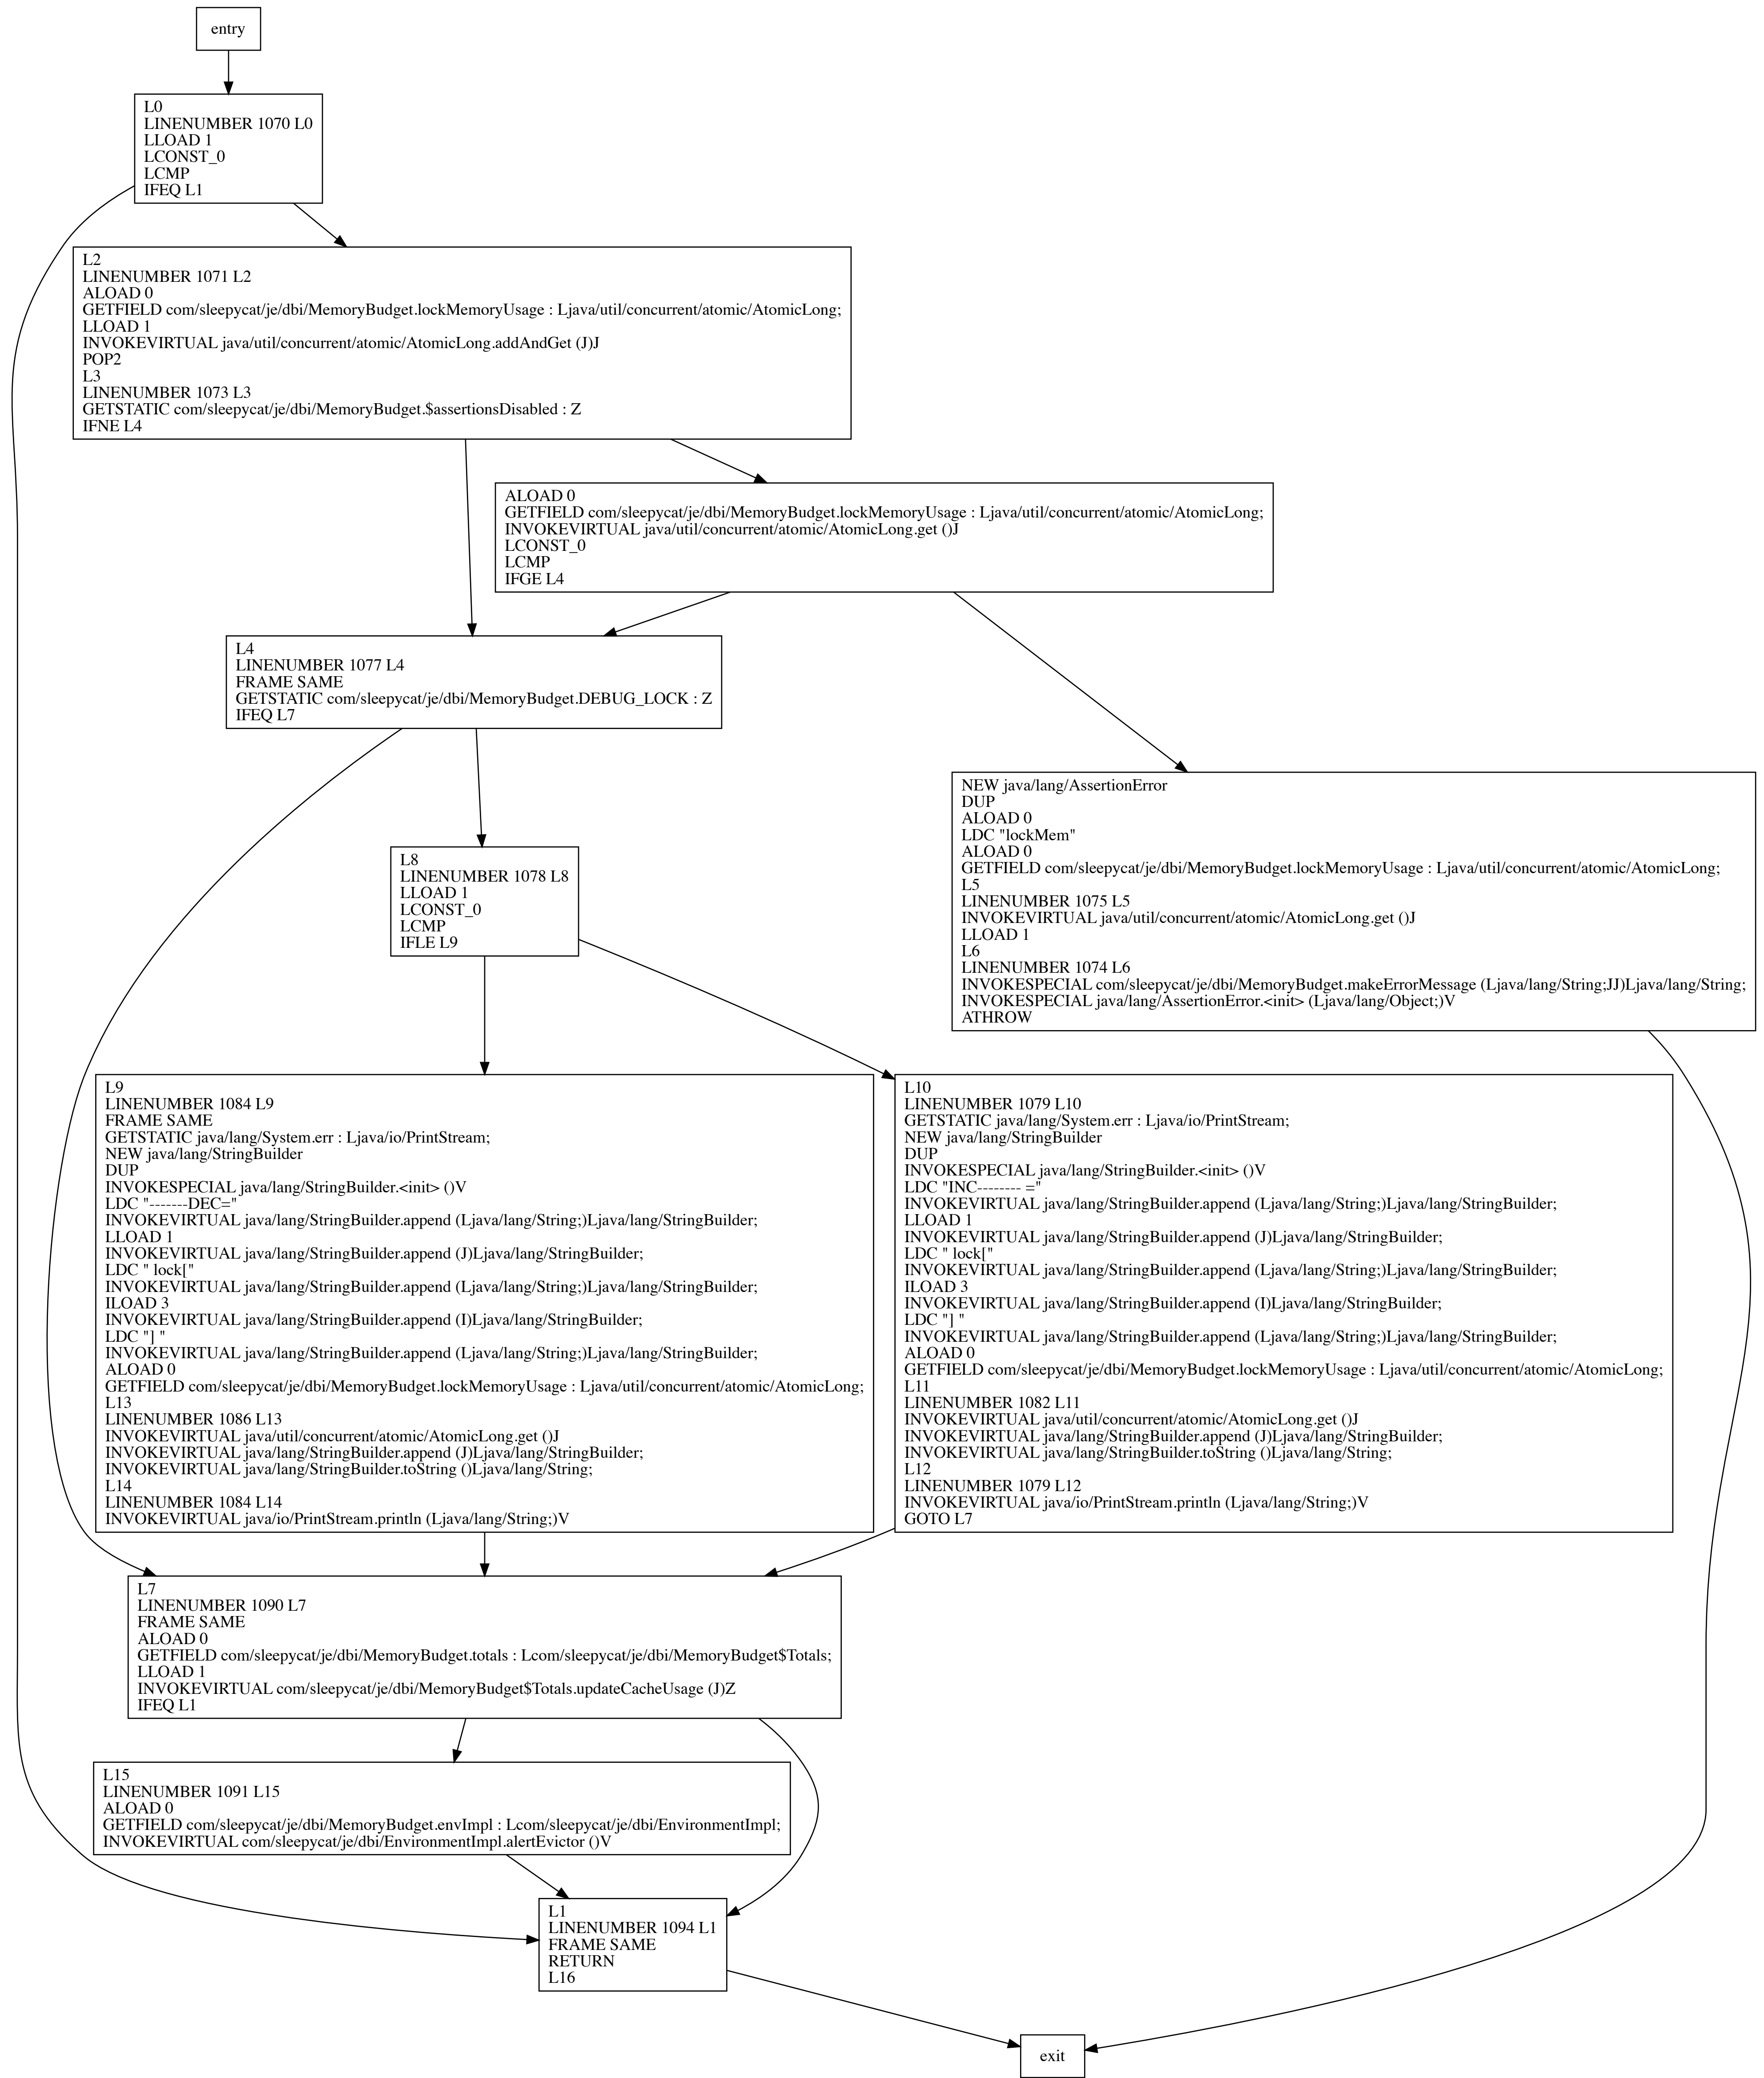 entry
L0
LINENUMBER 1070 L0
LLOAD 1
LCONST_0
LCMP
IFEQ L1
L2
LINENUMBER 1071 L2
ALOAD 0
GETFIELD com/sleepycat/je/dbi/MemoryBudget.lockMemoryUsage : Ljava/util/concurrent/atomic/AtomicLong;
LLOAD 1
INVOKEVIRTUAL java/util/concurrent/atomic/AtomicLong.addAndGet (J)J
POP2
L3
LINENUMBER 1073 L3
GETSTATIC com/sleepycat/je/dbi/MemoryBudget.$assertionsDisabled : Z
IFNE L4
ALOAD 0
GETFIELD com/sleepycat/je/dbi/MemoryBudget.lockMemoryUsage : Ljava/util/concurrent/atomic/AtomicLong;
INVOKEVIRTUAL java/util/concurrent/atomic/AtomicLong.get ()J
LCONST_0
LCMP
IFGE L4
L4
LINENUMBER 1077 L4
FRAME SAME
GETSTATIC com/sleepycat/je/dbi/MemoryBudget.DEBUG_LOCK : Z
IFEQ L7
NEW java/lang/AssertionError
DUP
ALOAD 0
LDC "lockMem"
ALOAD 0
GETFIELD com/sleepycat/je/dbi/MemoryBudget.lockMemoryUsage : Ljava/util/concurrent/atomic/AtomicLong;
L5
LINENUMBER 1075 L5
INVOKEVIRTUAL java/util/concurrent/atomic/AtomicLong.get ()J
LLOAD 1
L6
LINENUMBER 1074 L6
INVOKESPECIAL com/sleepycat/je/dbi/MemoryBudget.makeErrorMessage (Ljava/lang/String;JJ)Ljava/lang/String;
INVOKESPECIAL java/lang/AssertionError.<init> (Ljava/lang/Object;)V
ATHROW
L8
LINENUMBER 1078 L8
LLOAD 1
LCONST_0
LCMP
IFLE L9
L9
LINENUMBER 1084 L9
FRAME SAME
GETSTATIC java/lang/System.err : Ljava/io/PrintStream;
NEW java/lang/StringBuilder
DUP
INVOKESPECIAL java/lang/StringBuilder.<init> ()V
LDC "-------DEC="
INVOKEVIRTUAL java/lang/StringBuilder.append (Ljava/lang/String;)Ljava/lang/StringBuilder;
LLOAD 1
INVOKEVIRTUAL java/lang/StringBuilder.append (J)Ljava/lang/StringBuilder;
LDC " lock["
INVOKEVIRTUAL java/lang/StringBuilder.append (Ljava/lang/String;)Ljava/lang/StringBuilder;
ILOAD 3
INVOKEVIRTUAL java/lang/StringBuilder.append (I)Ljava/lang/StringBuilder;
LDC "] "
INVOKEVIRTUAL java/lang/StringBuilder.append (Ljava/lang/String;)Ljava/lang/StringBuilder;
ALOAD 0
GETFIELD com/sleepycat/je/dbi/MemoryBudget.lockMemoryUsage : Ljava/util/concurrent/atomic/AtomicLong;
L13
LINENUMBER 1086 L13
INVOKEVIRTUAL java/util/concurrent/atomic/AtomicLong.get ()J
INVOKEVIRTUAL java/lang/StringBuilder.append (J)Ljava/lang/StringBuilder;
INVOKEVIRTUAL java/lang/StringBuilder.toString ()Ljava/lang/String;
L14
LINENUMBER 1084 L14
INVOKEVIRTUAL java/io/PrintStream.println (Ljava/lang/String;)V
L10
LINENUMBER 1079 L10
GETSTATIC java/lang/System.err : Ljava/io/PrintStream;
NEW java/lang/StringBuilder
DUP
INVOKESPECIAL java/lang/StringBuilder.<init> ()V
LDC "INC-------- ="
INVOKEVIRTUAL java/lang/StringBuilder.append (Ljava/lang/String;)Ljava/lang/StringBuilder;
LLOAD 1
INVOKEVIRTUAL java/lang/StringBuilder.append (J)Ljava/lang/StringBuilder;
LDC " lock["
INVOKEVIRTUAL java/lang/StringBuilder.append (Ljava/lang/String;)Ljava/lang/StringBuilder;
ILOAD 3
INVOKEVIRTUAL java/lang/StringBuilder.append (I)Ljava/lang/StringBuilder;
LDC "] "
INVOKEVIRTUAL java/lang/StringBuilder.append (Ljava/lang/String;)Ljava/lang/StringBuilder;
ALOAD 0
GETFIELD com/sleepycat/je/dbi/MemoryBudget.lockMemoryUsage : Ljava/util/concurrent/atomic/AtomicLong;
L11
LINENUMBER 1082 L11
INVOKEVIRTUAL java/util/concurrent/atomic/AtomicLong.get ()J
INVOKEVIRTUAL java/lang/StringBuilder.append (J)Ljava/lang/StringBuilder;
INVOKEVIRTUAL java/lang/StringBuilder.toString ()Ljava/lang/String;
L12
LINENUMBER 1079 L12
INVOKEVIRTUAL java/io/PrintStream.println (Ljava/lang/String;)V
GOTO L7
L7
LINENUMBER 1090 L7
FRAME SAME
ALOAD 0
GETFIELD com/sleepycat/je/dbi/MemoryBudget.totals : Lcom/sleepycat/je/dbi/MemoryBudget$Totals;
LLOAD 1
INVOKEVIRTUAL com/sleepycat/je/dbi/MemoryBudget$Totals.updateCacheUsage (J)Z
IFEQ L1
L15
LINENUMBER 1091 L15
ALOAD 0
GETFIELD com/sleepycat/je/dbi/MemoryBudget.envImpl : Lcom/sleepycat/je/dbi/EnvironmentImpl;
INVOKEVIRTUAL com/sleepycat/je/dbi/EnvironmentImpl.alertEvictor ()V
L1
LINENUMBER 1094 L1
FRAME SAME
RETURN
L16
exit